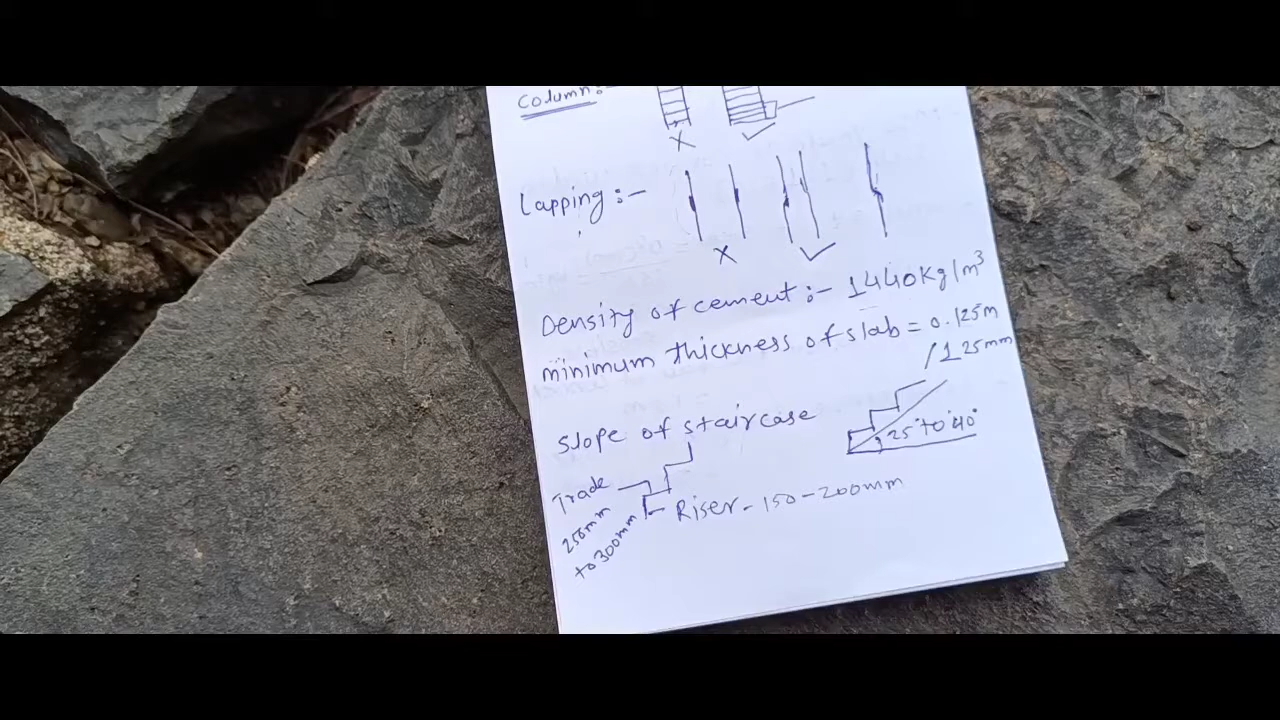 Column:-
Lapping:-
Density of cement:- 1440Kg/m³
minimum thickness of slab = 0.125m
/125mm
Slope of staircase
25° to 40°
Trade
250mm
to 300mm
Riser - 150-200mm